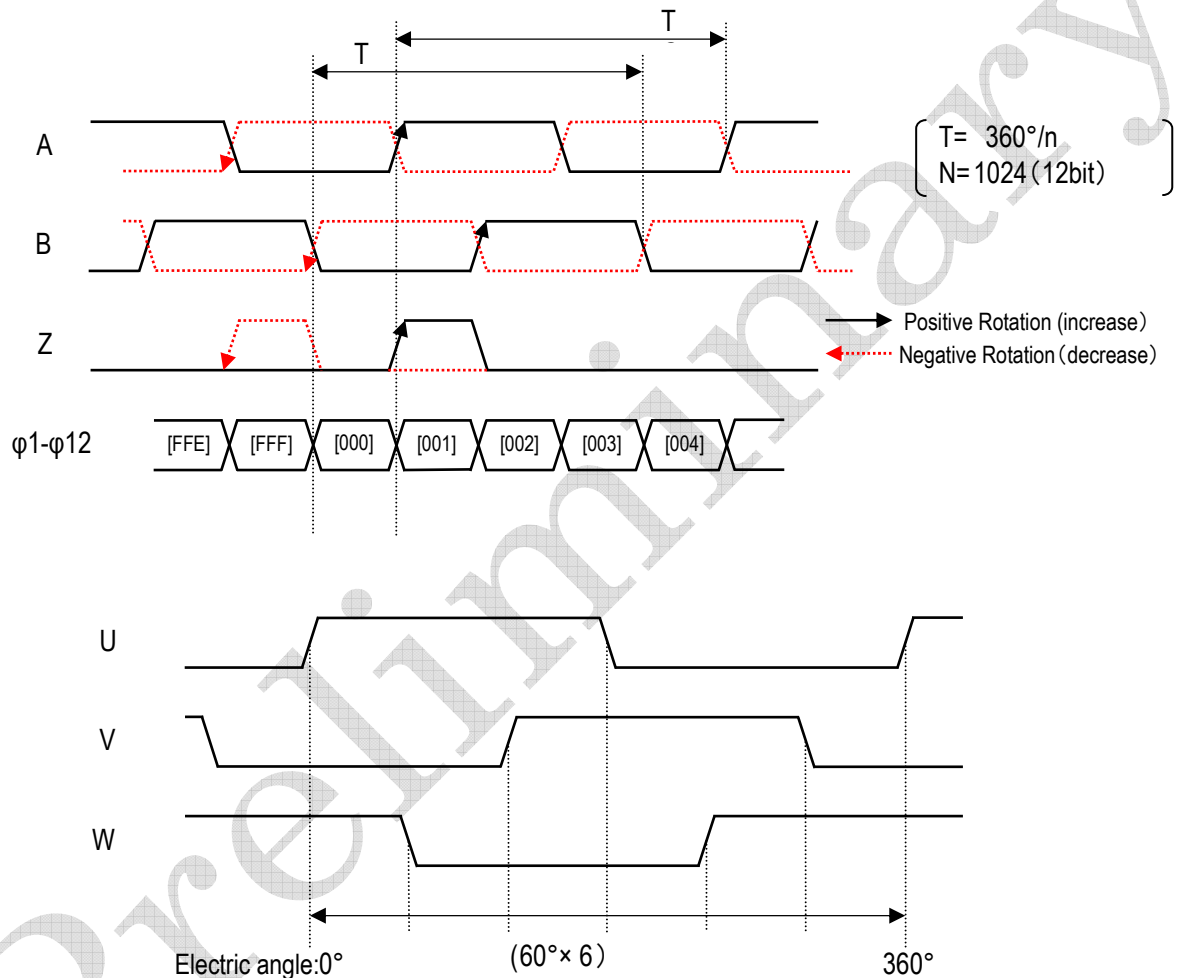 T
T
A
T= 360°/n
N=1024(12bit)
B
Z
Positive Rotation (increase)
Negative Rotation(decrease)
φ1-φ12
[FFE] [FFF] [000] [001] [002] [003] [004]
U
V
W
(60°× 6)
Electric angle:0°
360°
Preliminary